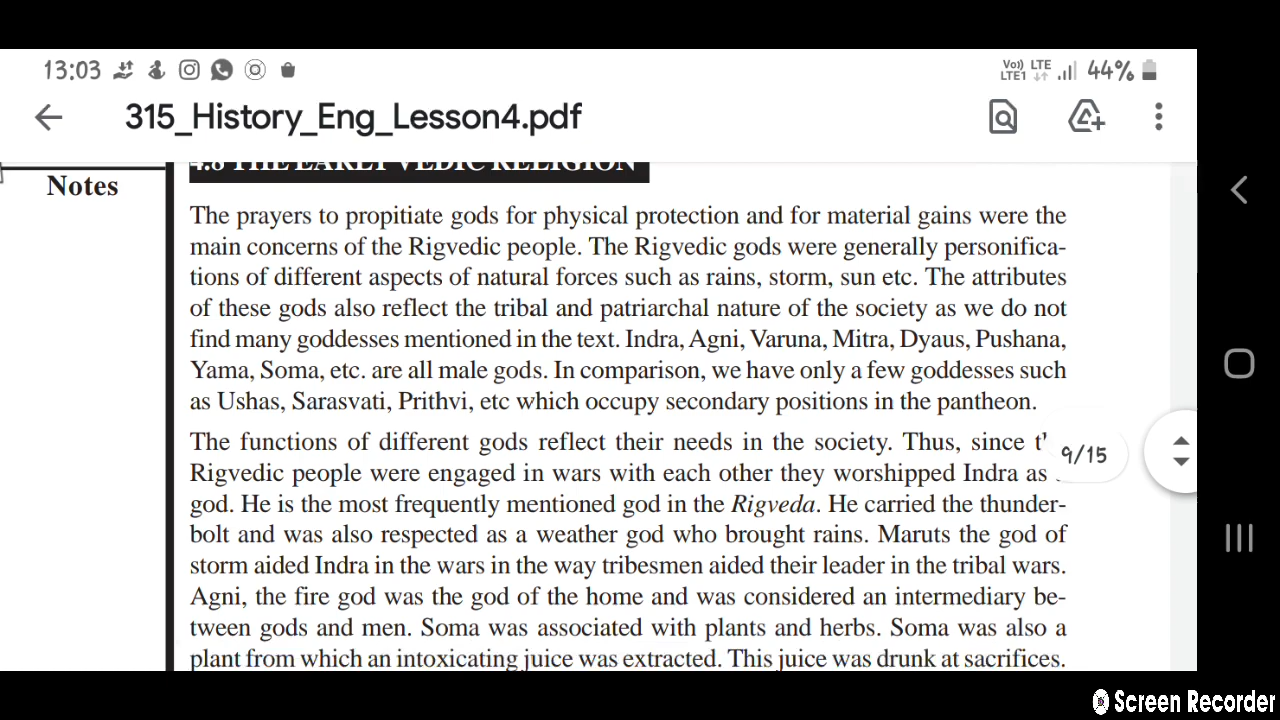 13:03
Vo)) LTE
LTE1
44%
315_History_Eng_Lesson4.pdf
4.6 THE EARLY VEDIC RELIGION
Notes
The prayers to propitiate gods for physical protection and for material gains were the
main concerns of the Rigvedic people. The Rigvedic gods were generally personifica-
tions of different aspects of natural forces such as rains, storm, sun etc. The attributes
of these gods also reflect the tribal and patriarchal nature of the society as we do not
find many goddesses mentioned in the text. Indra, Agni, Varuna, Mitra, Dyaus, Pushana,
Yama, Soma, etc. are all male gods. In comparison, we have only a few goddesses such
as Ushas, Sarasvati, Prithvi, etc which occupy secondary positions in the pantheon.
The functions of different gods reflect their needs in the society. Thus, since
Rigvedic people were engaged in wars with each other they worshipped Indra as
god. He is the most frequently mentioned god in the Rigveda. He carried the thunder-
bolt and was also respected as a weather god who brought rains. Maruts the god of
storm aided Indra in the wars in the way tribesmen aided their leader in the tribal wars.
Agni, the fire god was the god of the home and was considered an intermediary be-
tween gods and men. Soma was associated with plants and herbs. Soma was also a
plant from which an intoxicating juice was extracted. This juice was drunk at sacrifices.
9/15
Screen Recorder